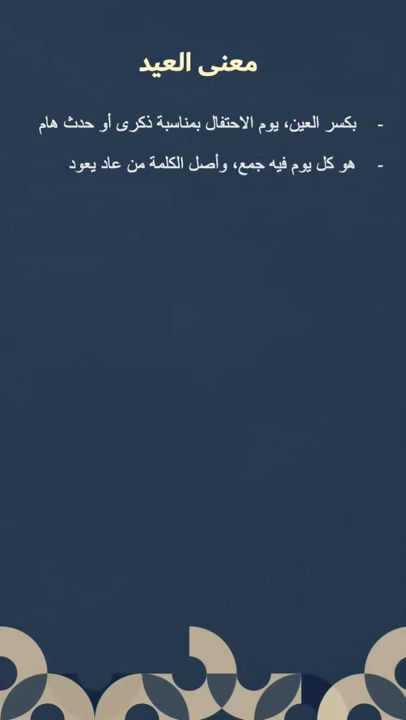 معنى العيد
- بكسر العين، يوم الاحتفال بمناسبة ذكرى أو حدث هام
- هو كل يوم فيه جمع، وأصل الكلمة من عاد يعود